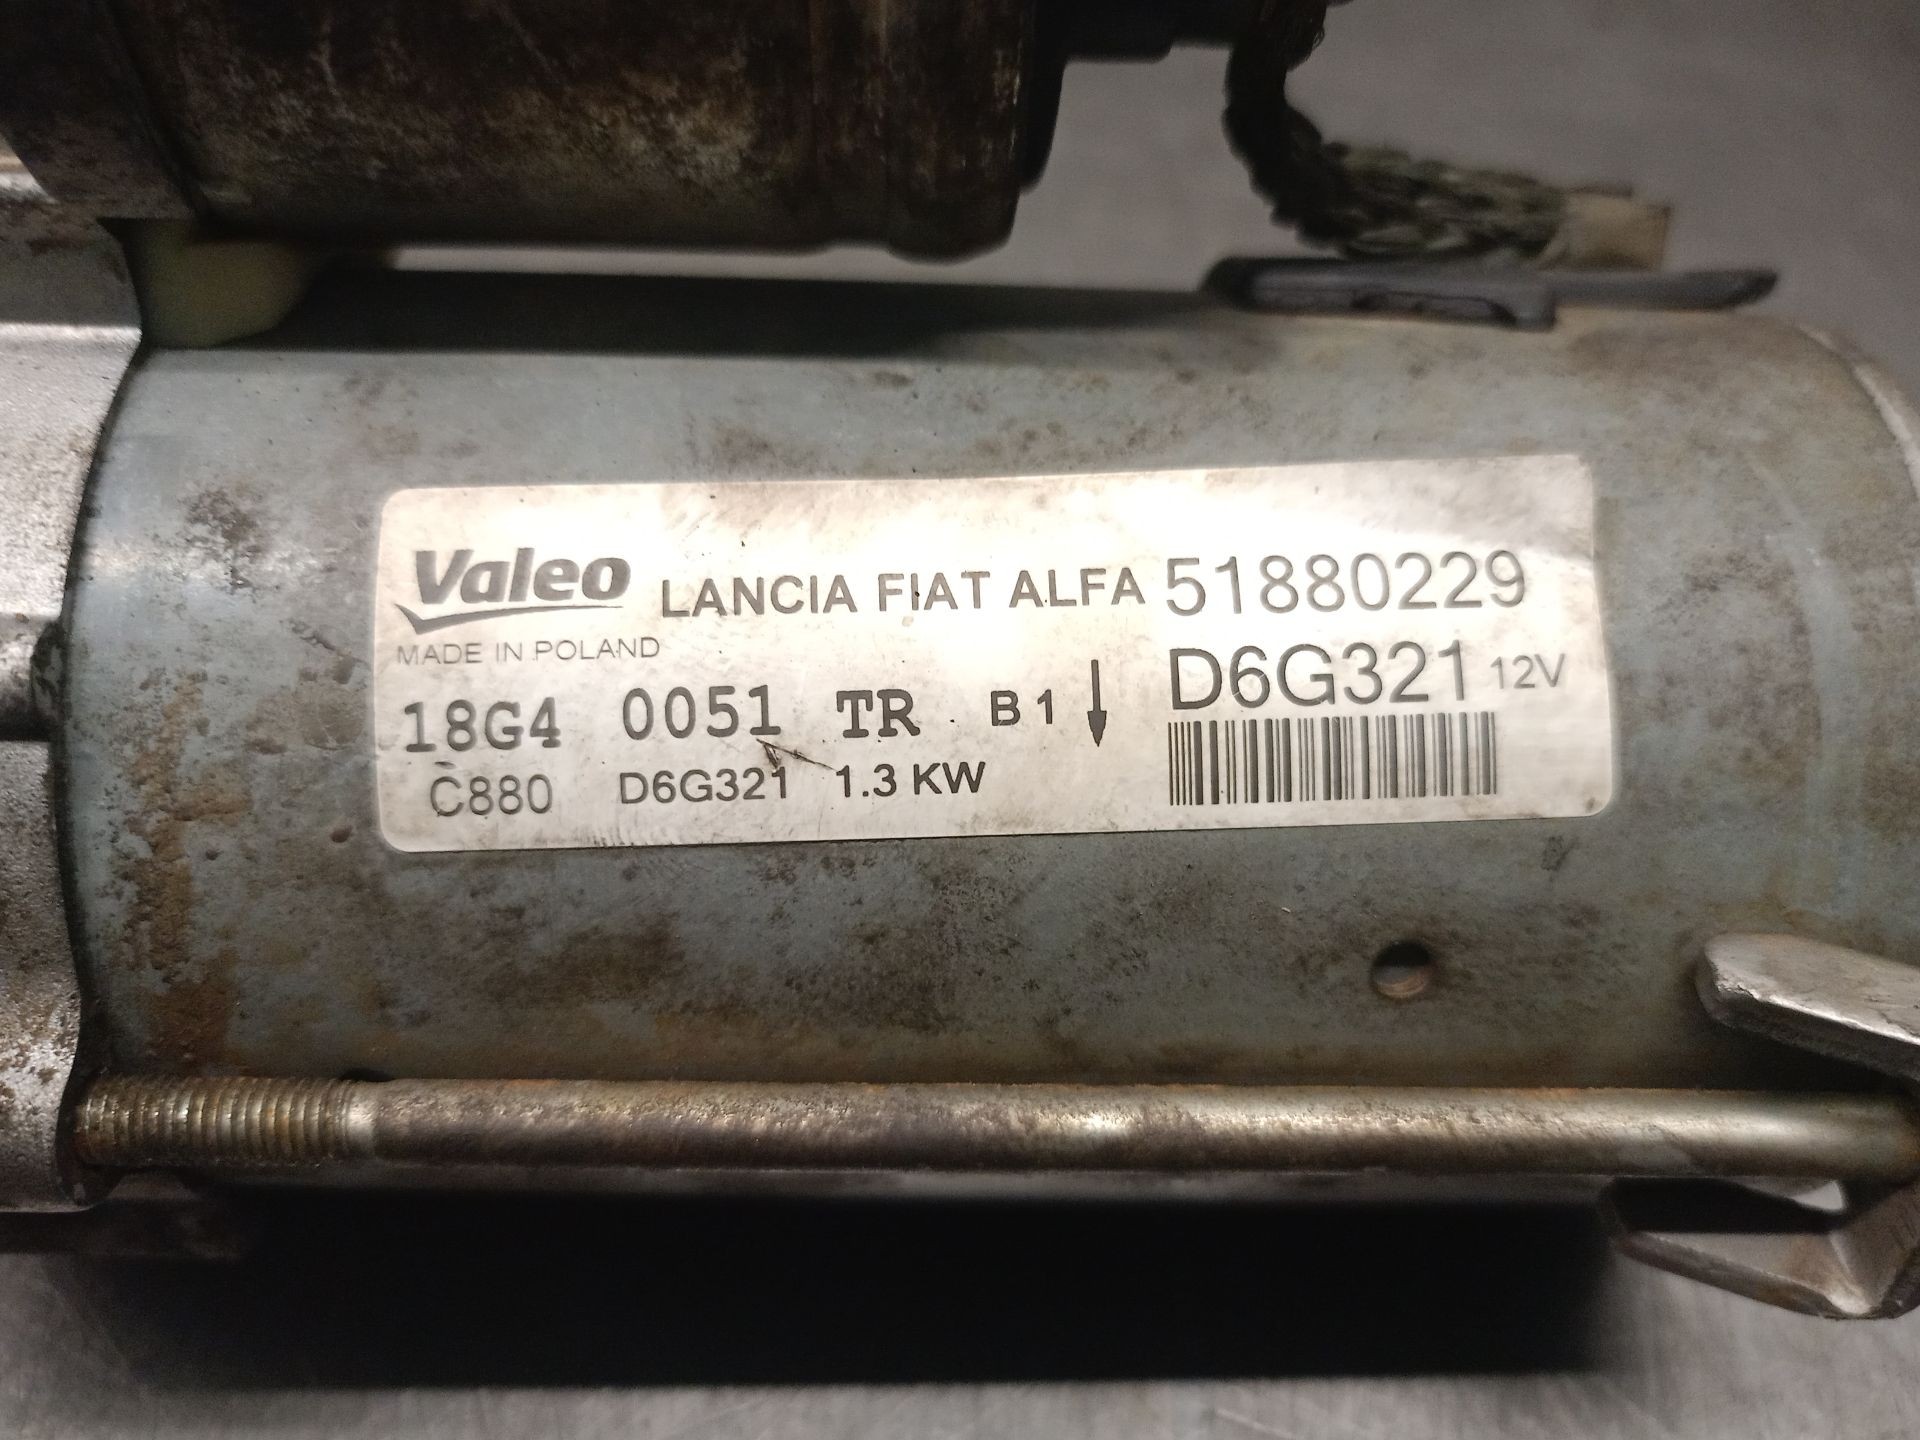 Valeo LANCIA FIAT ALFA 51880229
MADE IN POLAND
D6G321 12V
18G4 0051 TR B1 ↓
C880 D6G321 1.3 KW